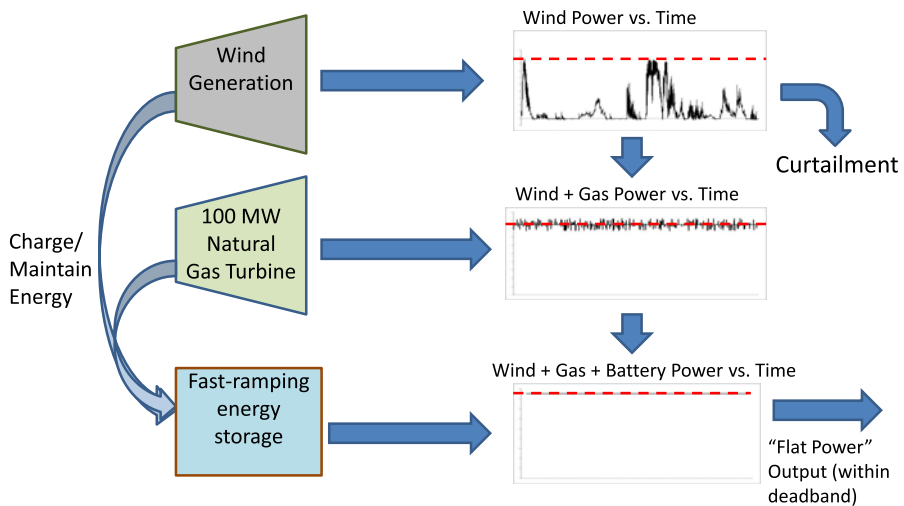 Wind Power vs. Time
Wind
Generation
Curtailment
Wind + Gas Power vs. Time
100 MW
Natural
Gas Turbine
Charge/
Maintain
Energy
Wind + Gas + Battery Power vs. Time
Fast-ramping
energy
storage
“Flat Power”
Output (within
deadband)